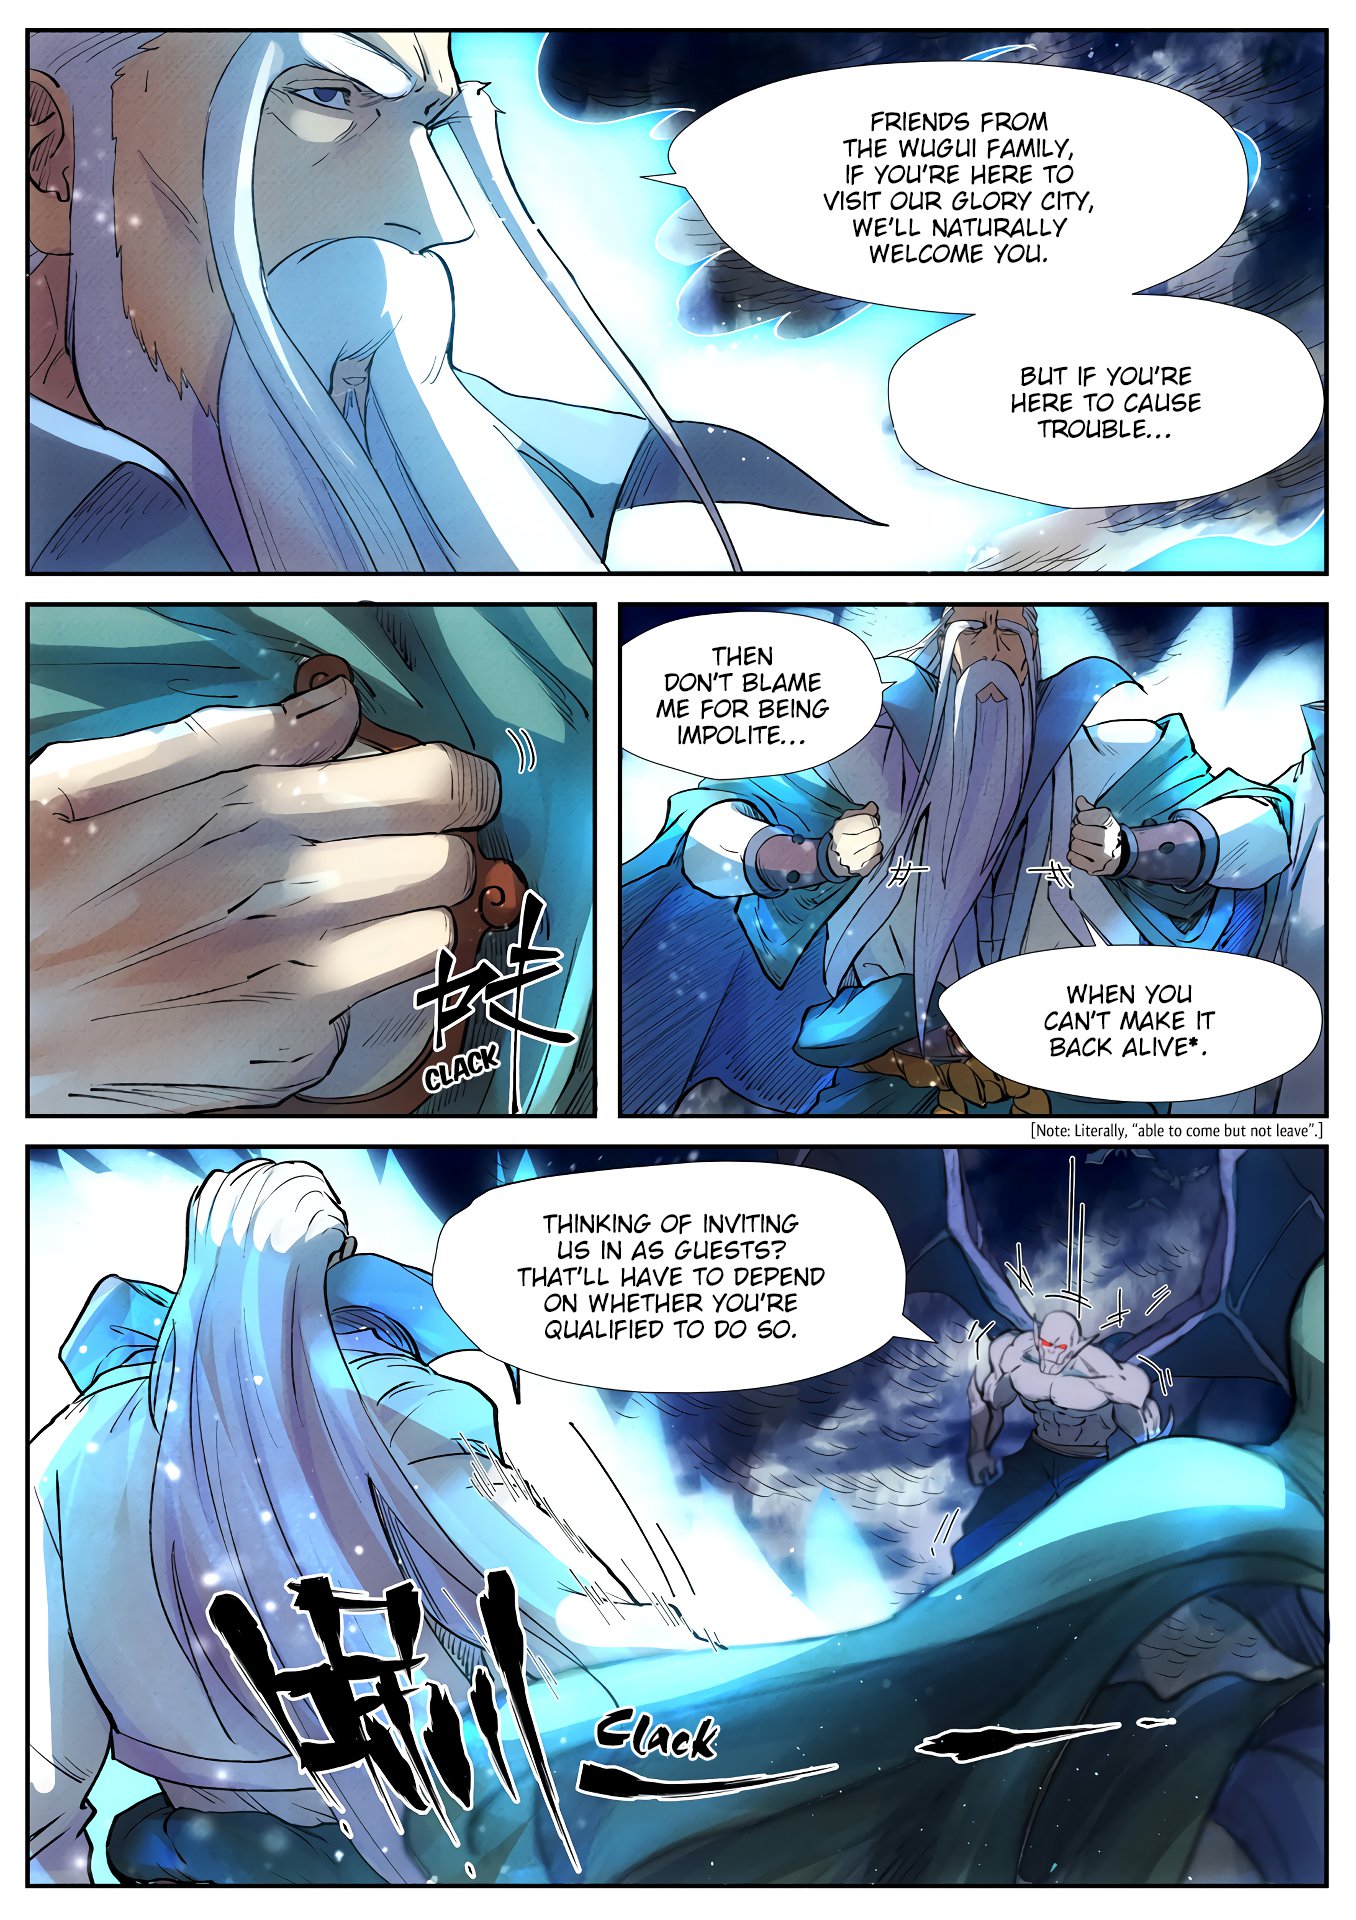 FRIENDS FROM
THE WUGUI FAMILY,
IF YOU'RE HERE TO
VISIT OUR GLORY CITY,
WE'LL NATURALLY
WELCOME YOU.
BUT IF YOU'RE
HERE TO CAUSE
TROUBLE...
CLACK
THEN
DON'T BLAME
ME FOR BEING
IMPOLITE...
WHEN YOU
CAN'T MAKE IT
BACK ALIVE*.
[Note: Literally, "able to come but not leave".]
THINKING OF INVITING
US IN AS GUESTS?
THAT'LL HAVE TO DEPEND
ON WHETHER YOU'RE
QUALIFIED TO DO SO.
Clack